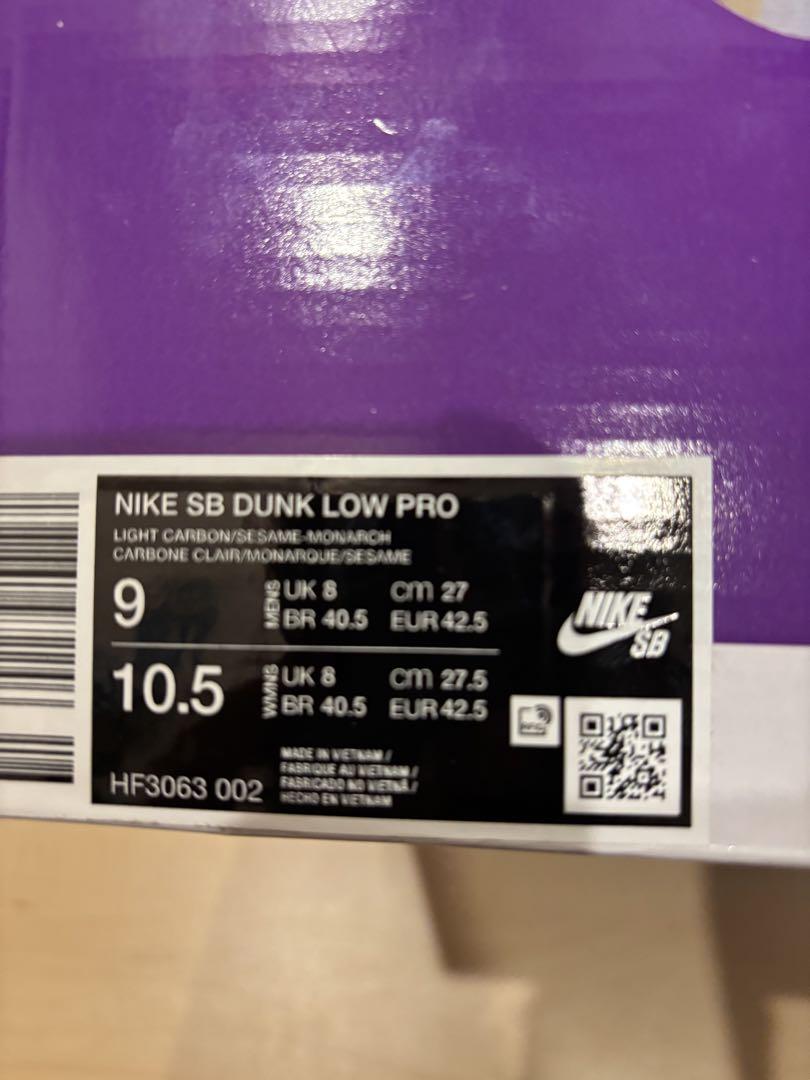 NIKE SB DUNK LOW PRO
LIGHT CARBON/SESAME-MONARCH
CARBONE CLAIR/MONARQUE/SÉSAME
9 MENS UK 8 cm 27
BR 40.5 EUR 42.5
10.5 WMNS UK 8 cm 27.5
BR 40.5 EUR 42.5
NIKE
SB
HF3063 002
MADE IN VIETNAM /
FABRIQUÉ AU VIETNAM /
FABRICADO NO VIETNÃ /
HECHO EN VIETNAM